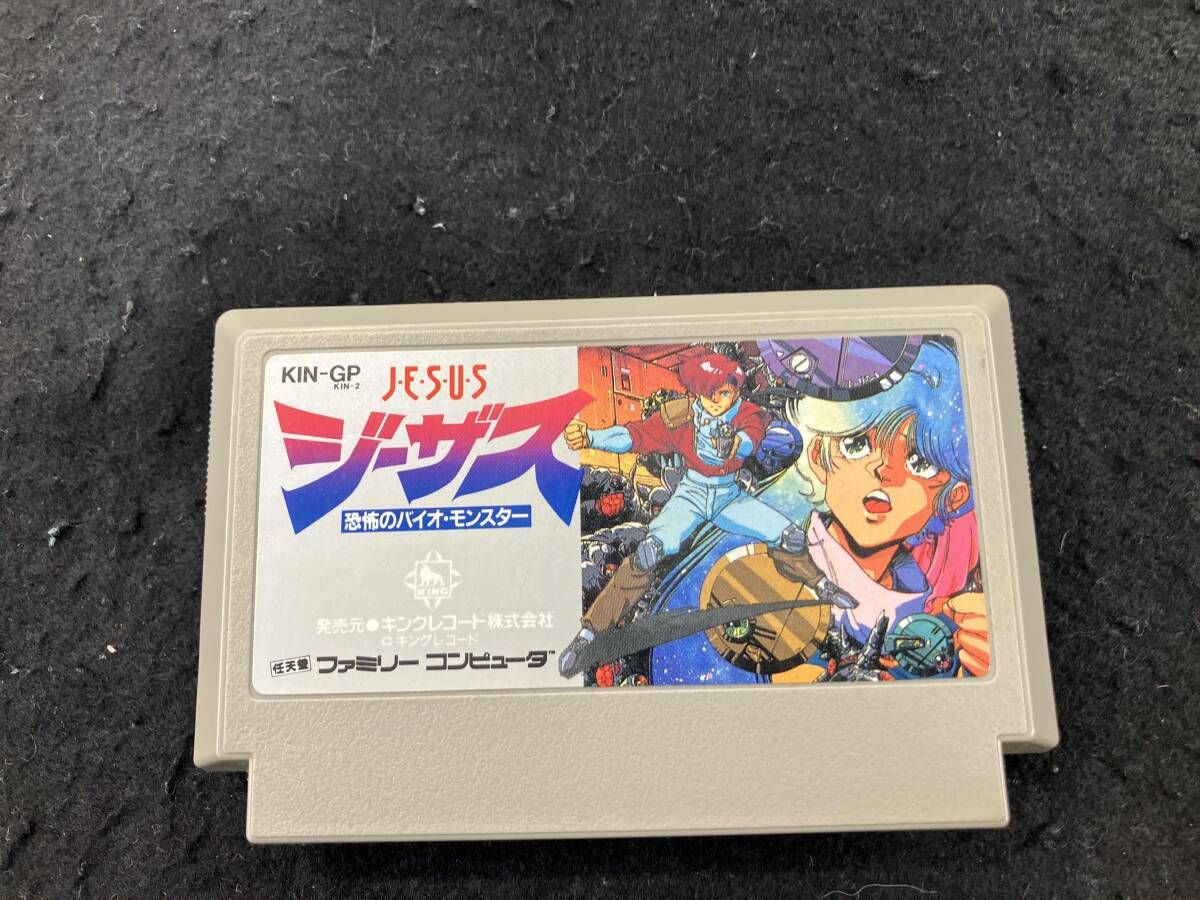 KIN-GP
KIN-2
J·E·S·U·S
ジーザス
恐怖のバイオ・モンスター
KING
発売元●キングレコード株式会社
©キングレコード
任天堂 ファミリー コンピュータ™